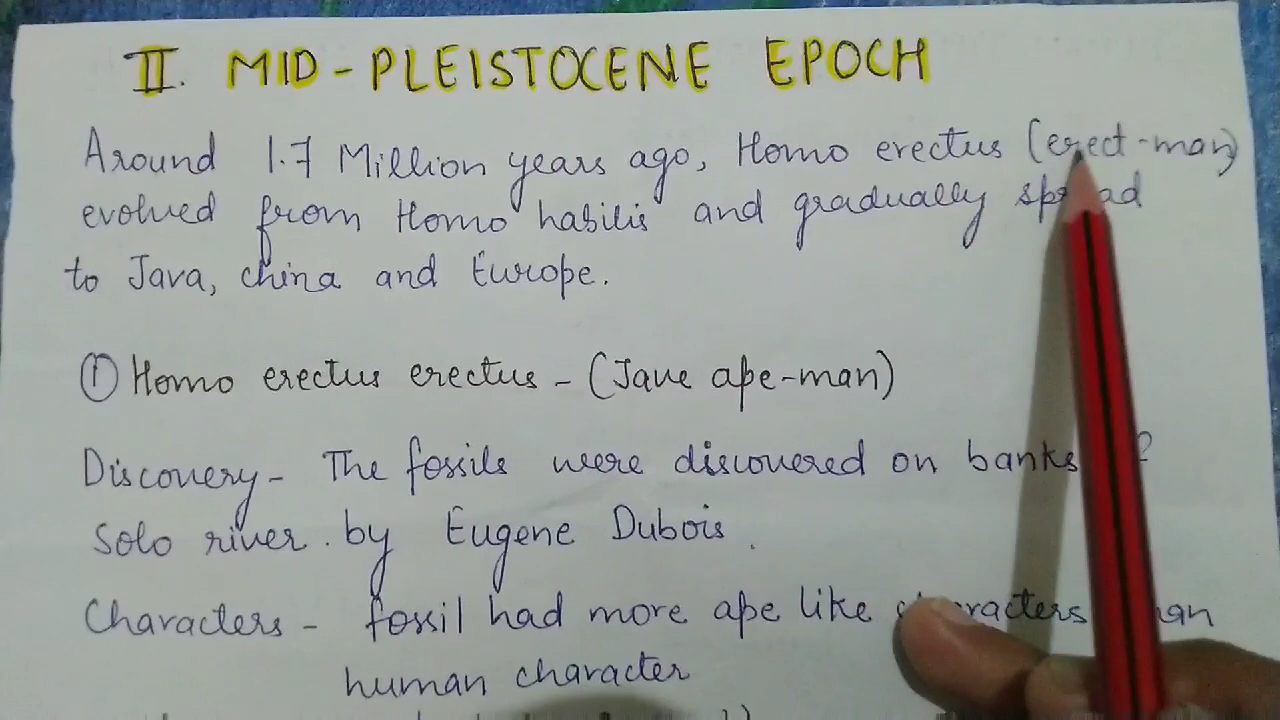 II. MID-PLEISTOCENE EPOCH
Around 1.7 Million years ago, Homo erectus (erect-man)
evolved from Homo habilis and gradually spread
to Java, china and Europe.
① Homo erectus erectus - (Java ape-man)
Discovery - The fossils were discovered on banks
Solo river. by Eugene Dubois.
Characters - fossil had more ape like characters than
human character